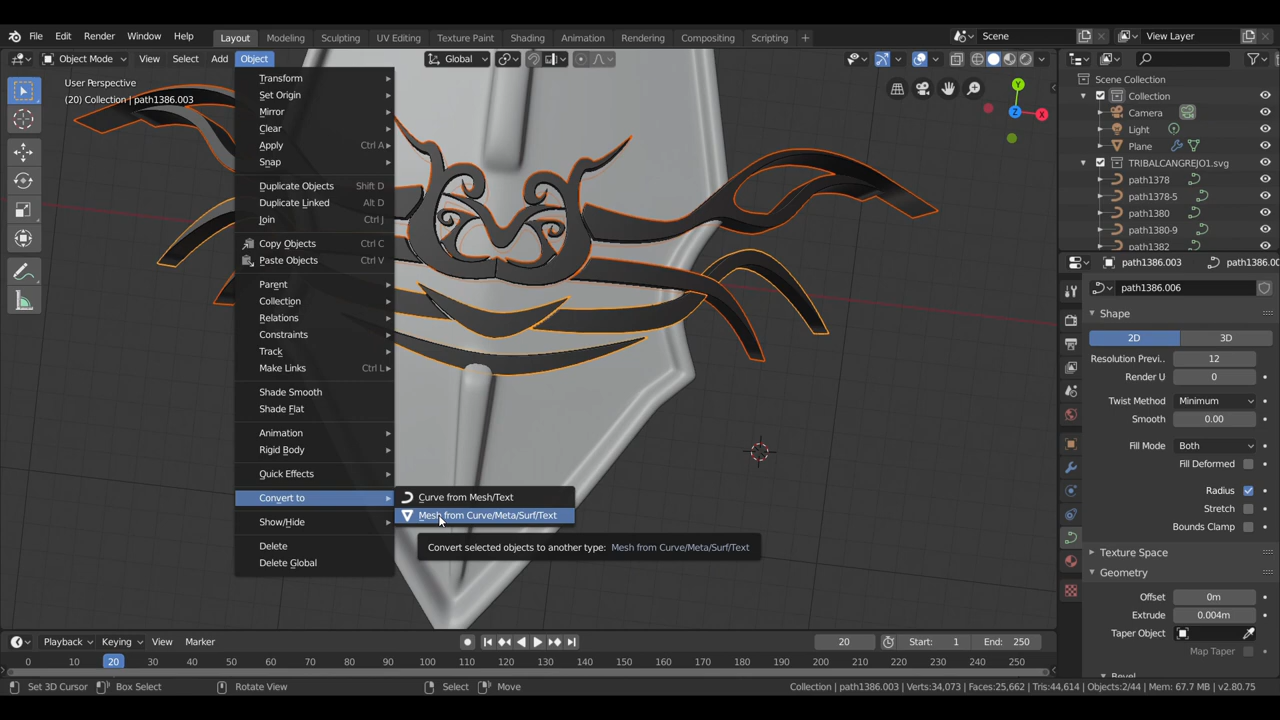 File Edit Render Window Help Layout Modeling Sculpting UV Editing Texture Paint Shading Animation Rendering Compositing Scripting + Scene View Layer
Object Mode View Select Add Object Global
User Perspective
(20) Collection | path1386.003
Transform
Set Origin
Mirror
Clear
Apply Ctrl A
Snap
Duplicate Objects Shift D
Duplicate Linked Alt D
Join Ctrl J
Copy Objects Ctrl C
Paste Objects Ctrl V
Parent
Collection
Relations
Constraints
Track
Make Links Ctrl L
Shade Smooth
Shade Flat
Animation
Rigid Body
Quick Effects
Convert to
Show/Hide
Delete
Delete Global
Curve from Mesh/Text
Mesh from Curve/Meta/Surf/Text
Convert selected objects to another type: Mesh from Curve/Meta/Surf/Text
Y
Z X
Scene Collection
Collection
Camera
Light
Plane
TRIBALCANGREJO1.svg
path1378
path1378-5
path1380
path1380-9
path1382
path1386.003 path1386.00
path1386.006
Shape
2D 3D
Resolution Previ.. 12
Render U 0
Twist Method Minimum
Smooth 0.00
Fill Mode Both
Fill Deformed
Radius
Stretch
Bounds Clamp
Texture Space
Geometry
Offset 0m
Extrude 0.004m
Taper Object
Map Taper
Bevel
Playback Keying View Marker 20 Start: 1 End: 250
0 10 20 30 40 50 60 70 80 90 100 110 120 130 140 150 160 170 180 190 200 210 220 230 240 250
Set 3D Cursor Box Select Rotate View Select Move Collection | path1386.003 | Verts:34,073 | Faces:25,662 | Tris:44,614 | Objects:2/44 | Mem: 67.7 MB | v2.80.75